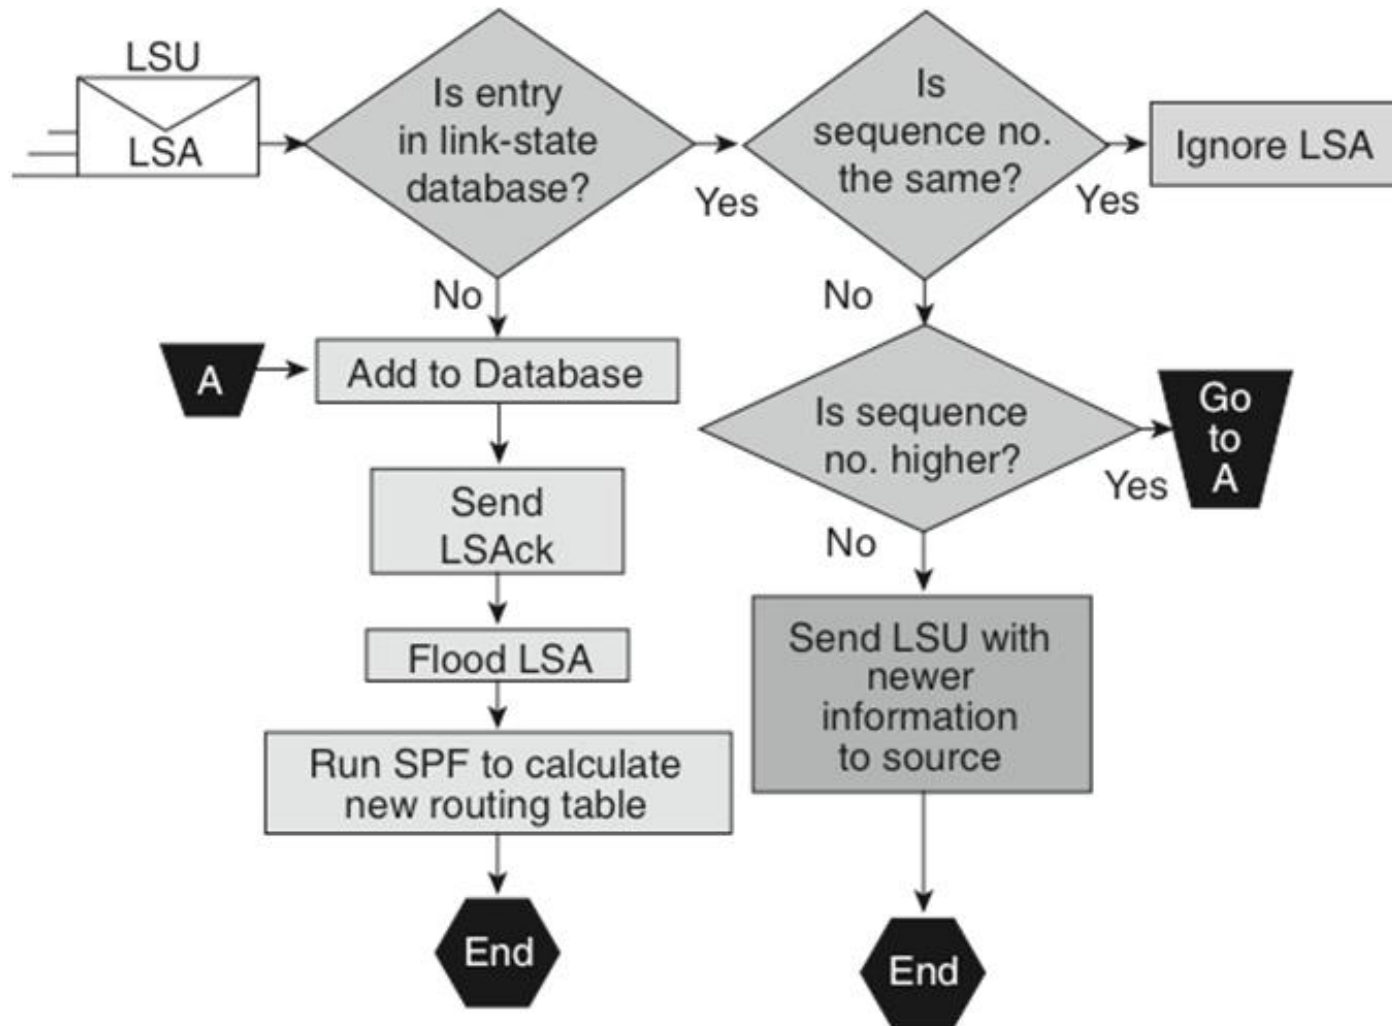 LSU
LSA
Is entry
in link-state
database?
Yes
Is
sequence no.
the same?
Yes
Ignore LSA
No
No
A
Add to Database
Is sequence
no. higher?
Yes
Go
to
A
Send
LSAck
No
Flood LSA
Send LSU with
newer
information
to source
Run SPF to calculate
new routing table
End
End